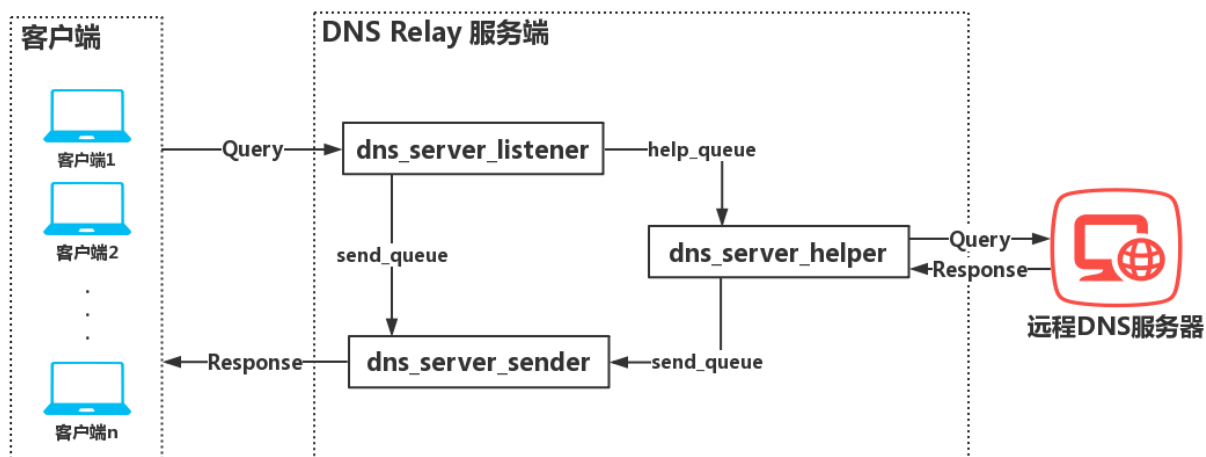 客户端
DNS Relay 服务端
客户端1
Query
dns_server_listener
help_queue
客户端2
send_queue
dns_server_helper
Query
Response
远程DNS服务器
Response
dns_server_sender
send_queue
客户端n